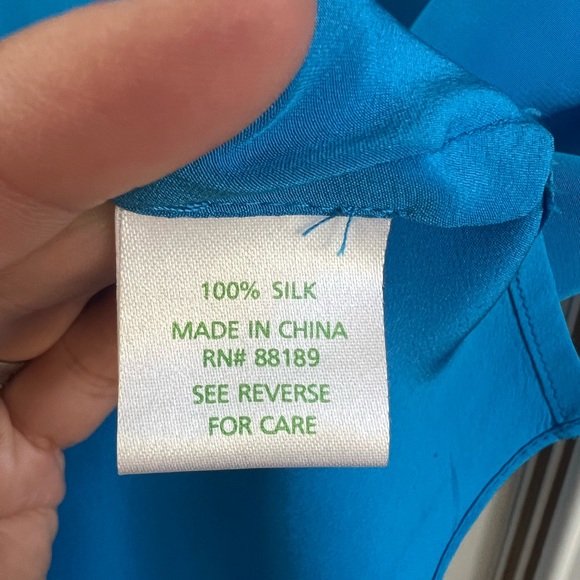 100% SILK
MADE IN CHINA
RN# 88189
SEE REVERSE
FOR CARE